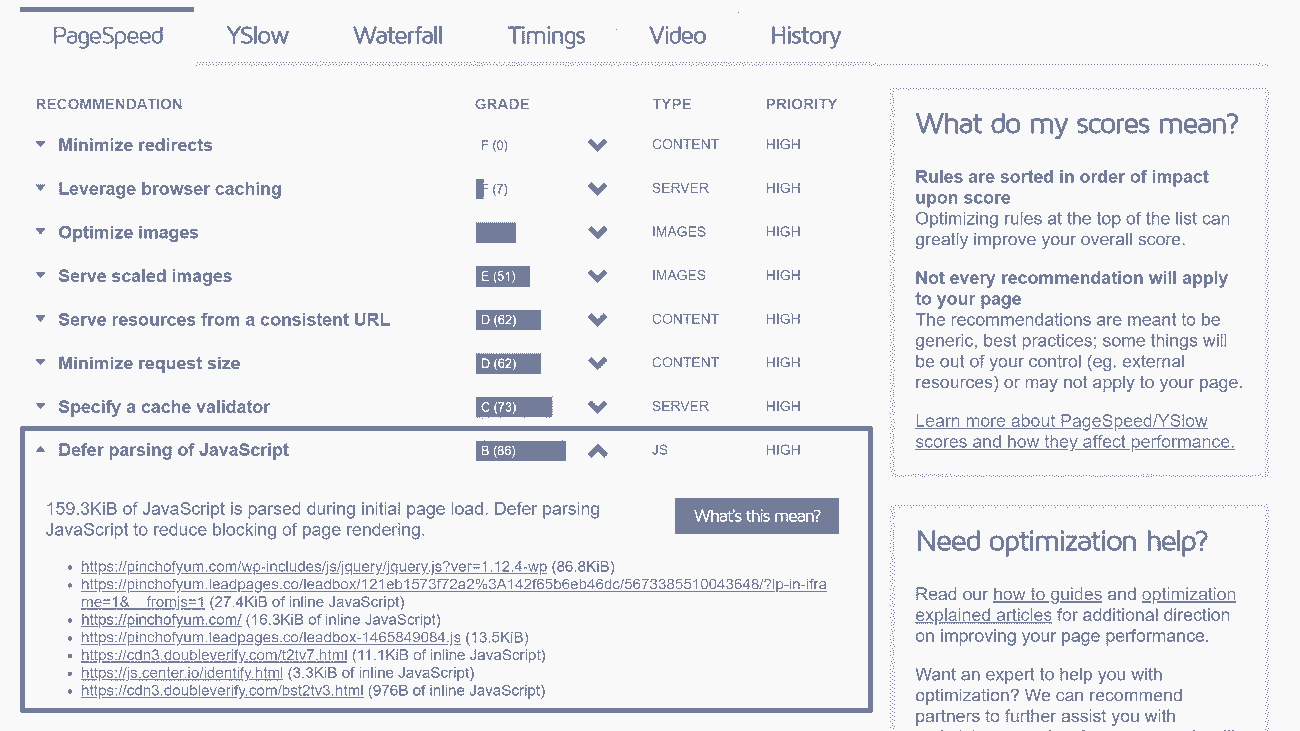 PageSpeed YSlow Waterfall Timings Video History
RECOMMENDATION GRADE TYPE PRIORITY
Minimize redirects F (0) CONTENT HIGH
Leverage browser caching F (7) SERVER HIGH
Optimize images IMAGES HIGH
Serve scaled images E (51) IMAGES HIGH
Serve resources from a consistent URL D (62) CONTENT HIGH
Minimize request size D (62) CONTENT HIGH
Specify a cache validator C (73) SERVER HIGH
Defer parsing of JavaScript B (86) JS HIGH
159.3KiB of JavaScript is parsed during initial page load. Defer parsing
JavaScript to reduce blocking of page rendering.
What's this mean?
https://pinchofyum.com/wp-includes/js/jquery/jquery.js?ver=1.12.4-wp (86.8KiB)
https://pinchofyum.leadpages.co/leadbox/121eb1573f72a2%3A142f65b6eb46dc/5673385510043648/?lp-in-ifra
me=1&__fromjs=1 (27.4KiB of inline JavaScript)
https://pinchofyum.com/ (16.3KiB of inline JavaScript)
https://pinchofyum.leadpages.co/leadbox-1465849084.js (13.5KiB)
https://cdn3.doubleverify.com/t2tv7.html (11.1KiB of inline JavaScript)
https://js.center.io/identify.html (3.3KiB of inline JavaScript)
https://cdn3.doubleverify.com/bst2tv3.html (976B of inline JavaScript)
What do my scores mean?
Rules are sorted in order of impact
upon score
Optimizing rules at the top of the list can
greatly improve your overall score.
Not every recommendation will apply
to your page
The recommendations are meant to be
generic, best practices; some things will
be out of your control (eg. external
resources) or may not apply to your page.
Learn more about PageSpeed/YSlow
scores and how they affect performance.
Need optimization help?
Read our how to guides and optimization
explained articles for additional direction
on improving your page performance.
Want an expert to help you with
optimization? We can recommend
partners to further assist you with